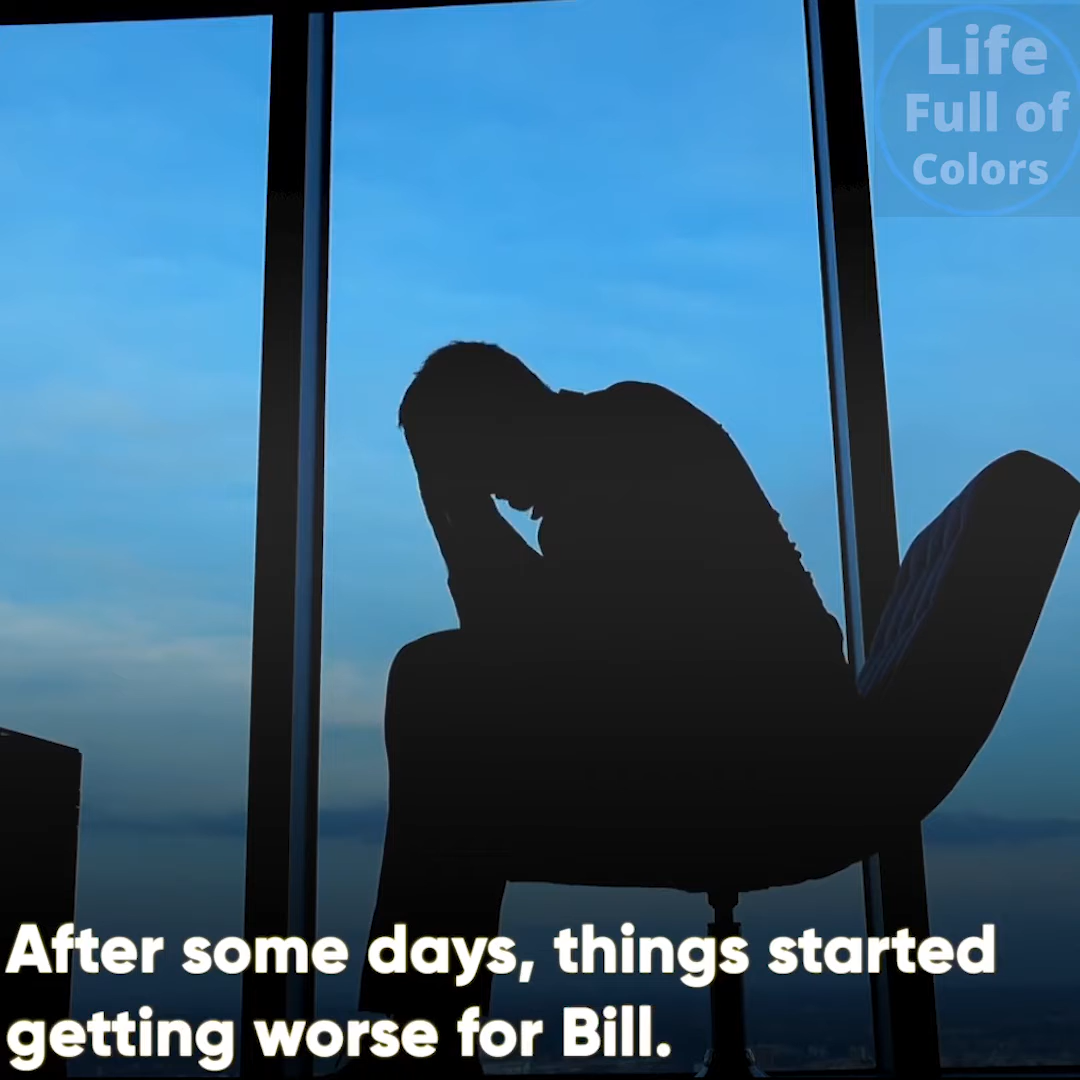 Life
Full of
Colors
After some days, things started
getting worse for Bill.